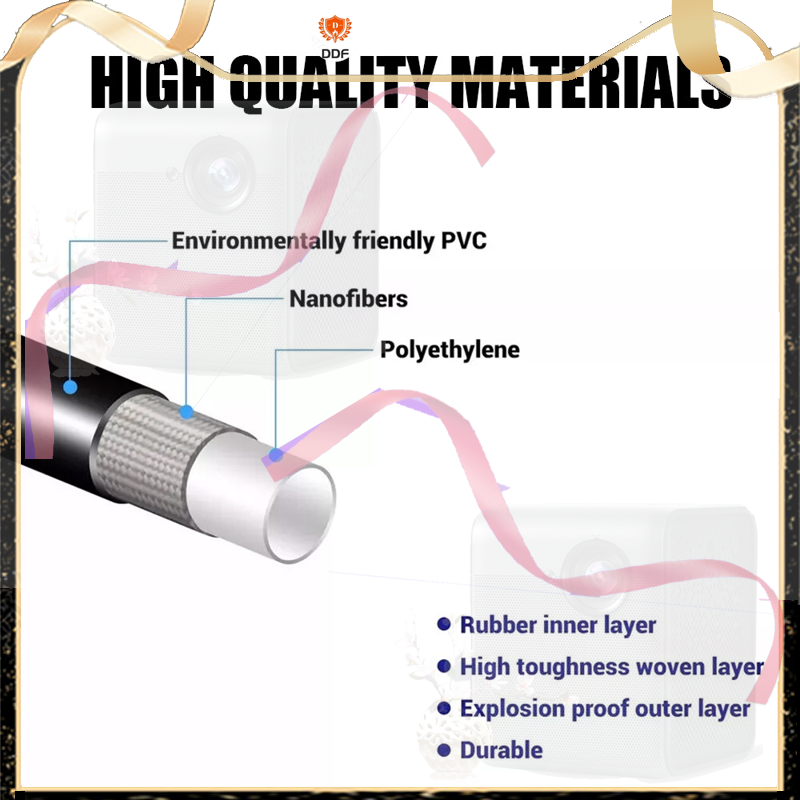 DDF
HIGH QUALITY MATERIALS
Environmentally friendly PVC
Nanofibers
Polyethylene
Rubber inner layer
High toughness woven layer
Explosion proof outer layer
Durable